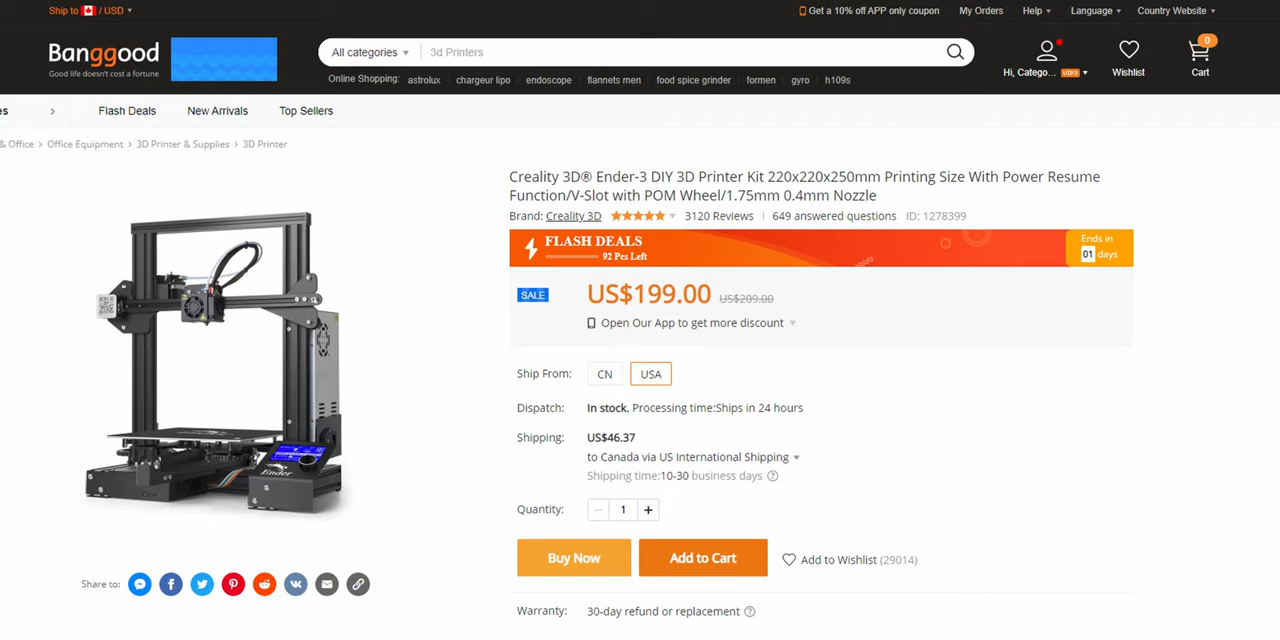 Ship to / USD
Get a 10% off APP only coupon
My Orders
Help
Language
Country Website
Banggood
Good life doesn't cost a fortune
All categories
3d Printers
Online Shopping: astrolux chargeur lipo endoscope flannets men food spice grinder formen gyro h109s
Hi, Catego... VIP3
Wishlist
0
Cart
es
Flash Deals
New Arrivals
Top Sellers
& Office > Office Equipment > 3D Printer & Supplies > 3D Printer
Creality 3D® Ender-3 DIY 3D Printer Kit 220x220x250mm Printing Size With Power Resume
Function/V-Slot with POM Wheel/1.75mm 0.4mm Nozzle
Brand: Creality 3D 3120 Reviews | 649 answered questions ID: 1278399
FLASH DEALS
92 Pcs Left
Ends in
01 days
SALE
US$199.00 US$209.00
Open Our App to get more discount
Ship From: CN USA
Dispatch: In stock. Processing time:Ships in 24 hours
Shipping: US$46.37
to Canada via US International Shipping
Shipping time:10-30 business days ?
Quantity: − 1 +
Buy Now
Add to Cart
Add to Wishlist (29014)
Warranty: 30-day refund or replacement ?
Ender
Share to: